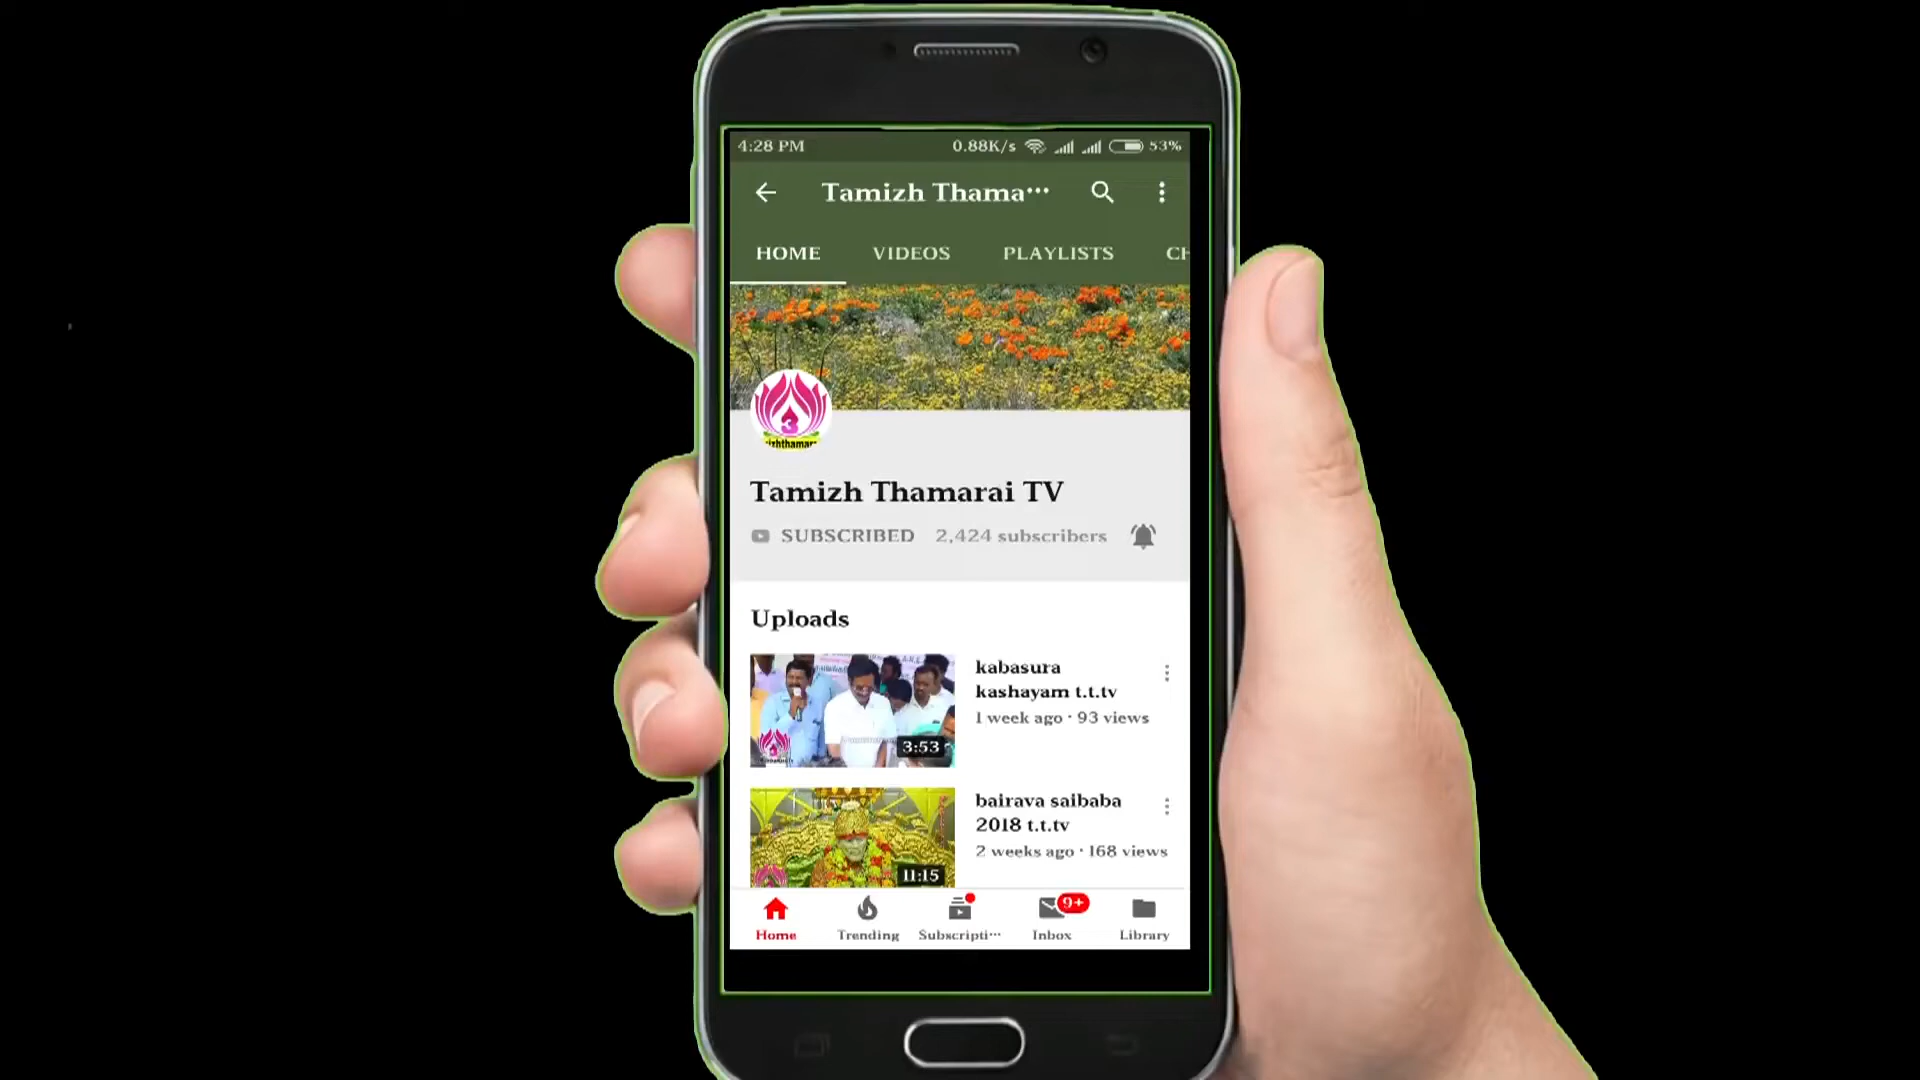 4:28 PM 0.88K/s 53%
Tamizh Thama···
HOME VIDEOS PLAYLISTS CH
3
izhthamar
Tamizh Thamarai TV
SUBSCRIBED 2,424 subscribers
Uploads
kabasura
kashayam t.t.tv
1 week ago · 93 views
3:53
bairava saibaba
2018 t.t.tv
2 weeks ago · 168 views
11:15
9+
Home Trending Subscripti··· Inbox Library